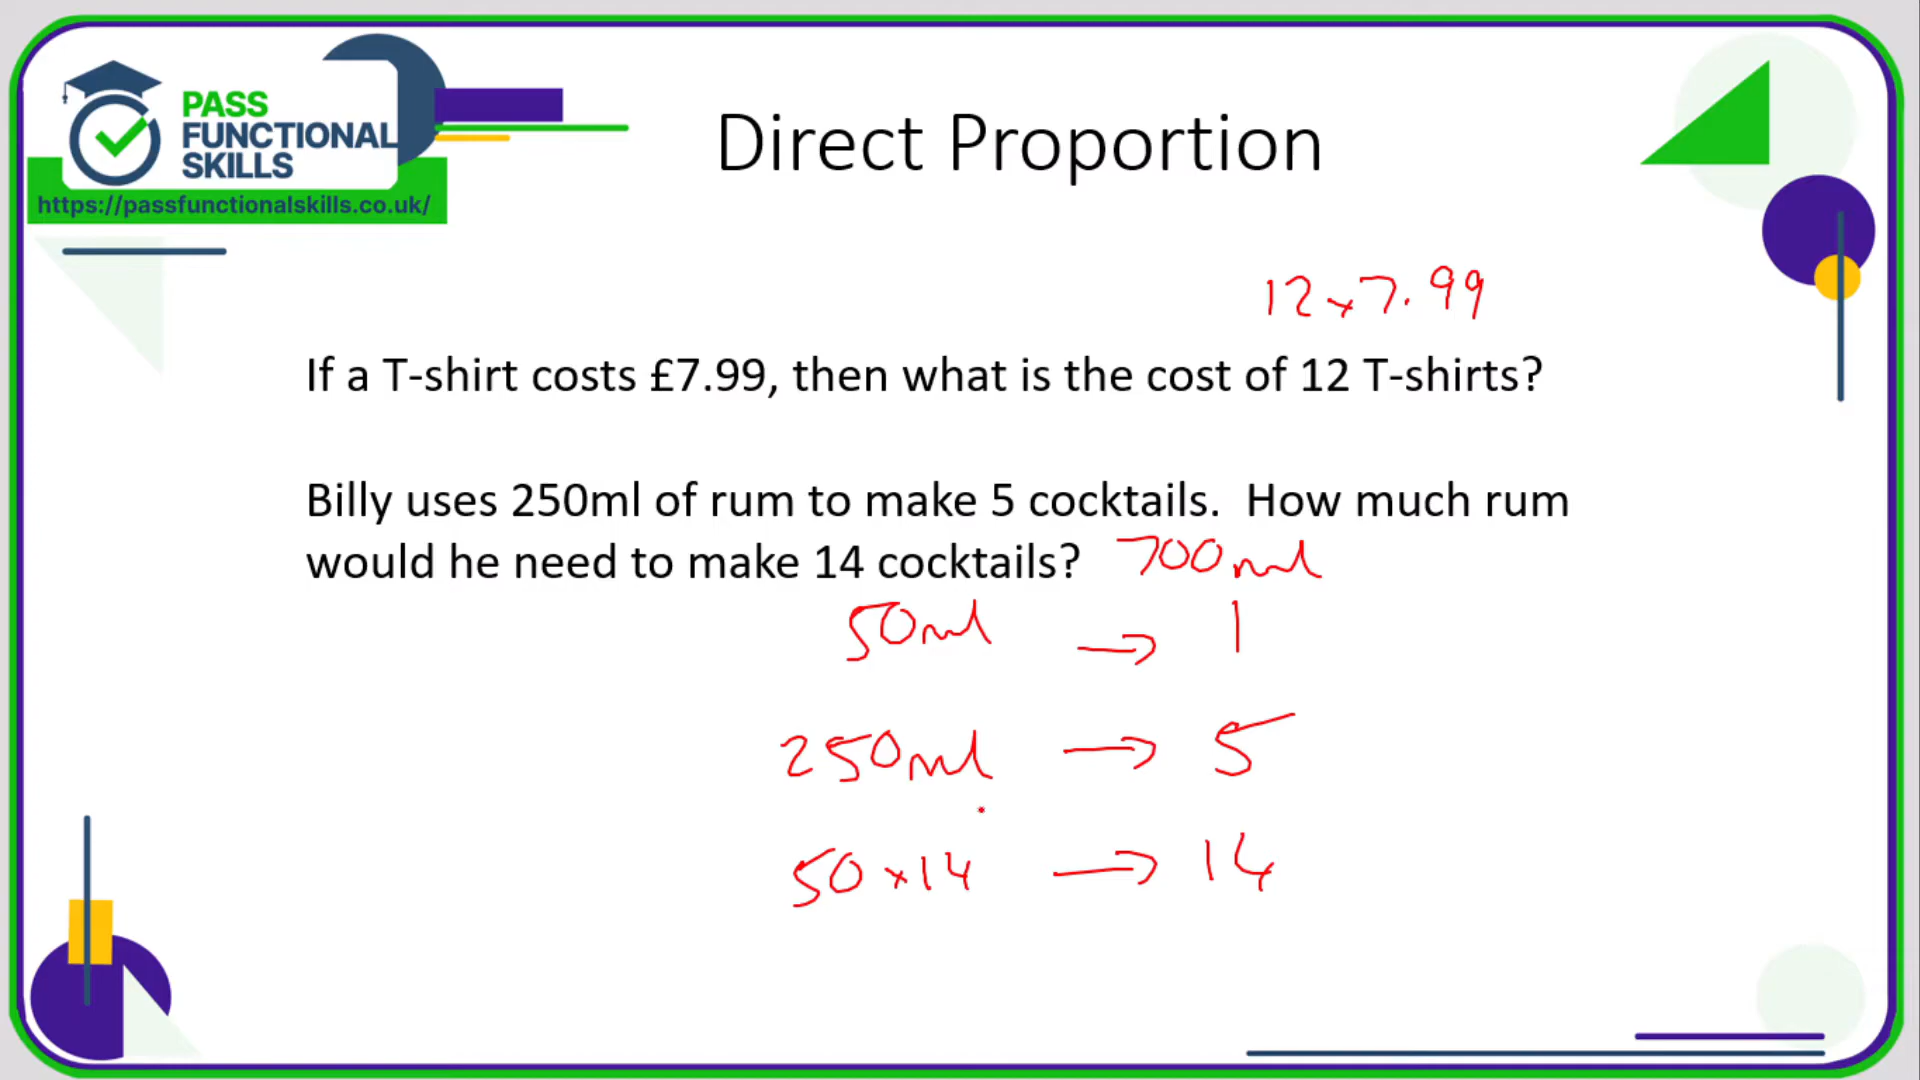 PASS
FUNCTIONAL
SKILLS
https://passfunctionalskills.co.uk/
Direct Proportion
12 x 7.99
If a T-shirt costs £7.99, then what is the cost of 12 T-shirts?
Billy uses 250ml of rum to make 5 cocktails. How much rum
would he need to make 14 cocktails? 700ml
50ml → 1
250ml → 5
50 x 14 → 14